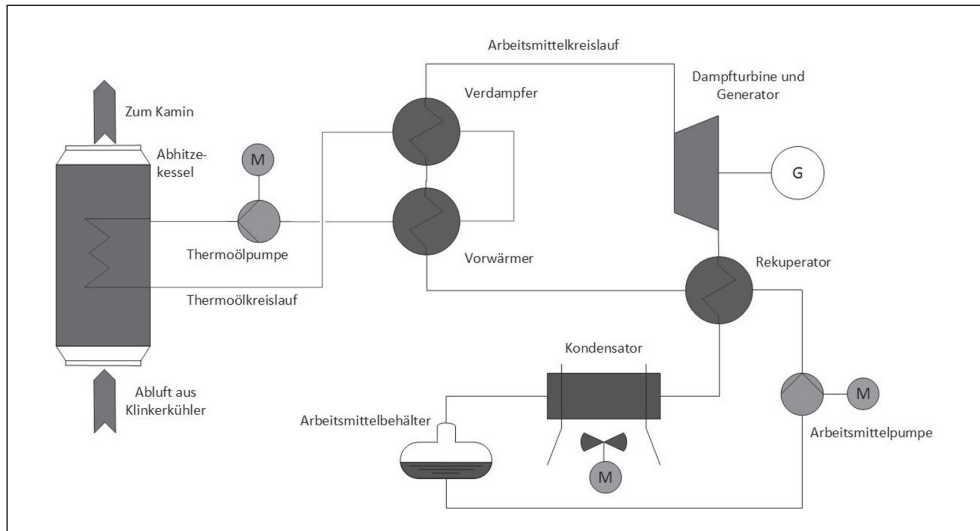 Arbeitsmittelkreislauf
Dampfturbine und
Generator
Verdampfer
Zum Kamin
Abhitze-
kessel
M
G
Thermoölpumpe
Vorwärmer
Rekuperator
Thermoölkreislauf
Kondensator
Abluft aus
Klinkerkühler
Arbeitsmittelbehälter
M
Arbeitsmittelpumpe
M